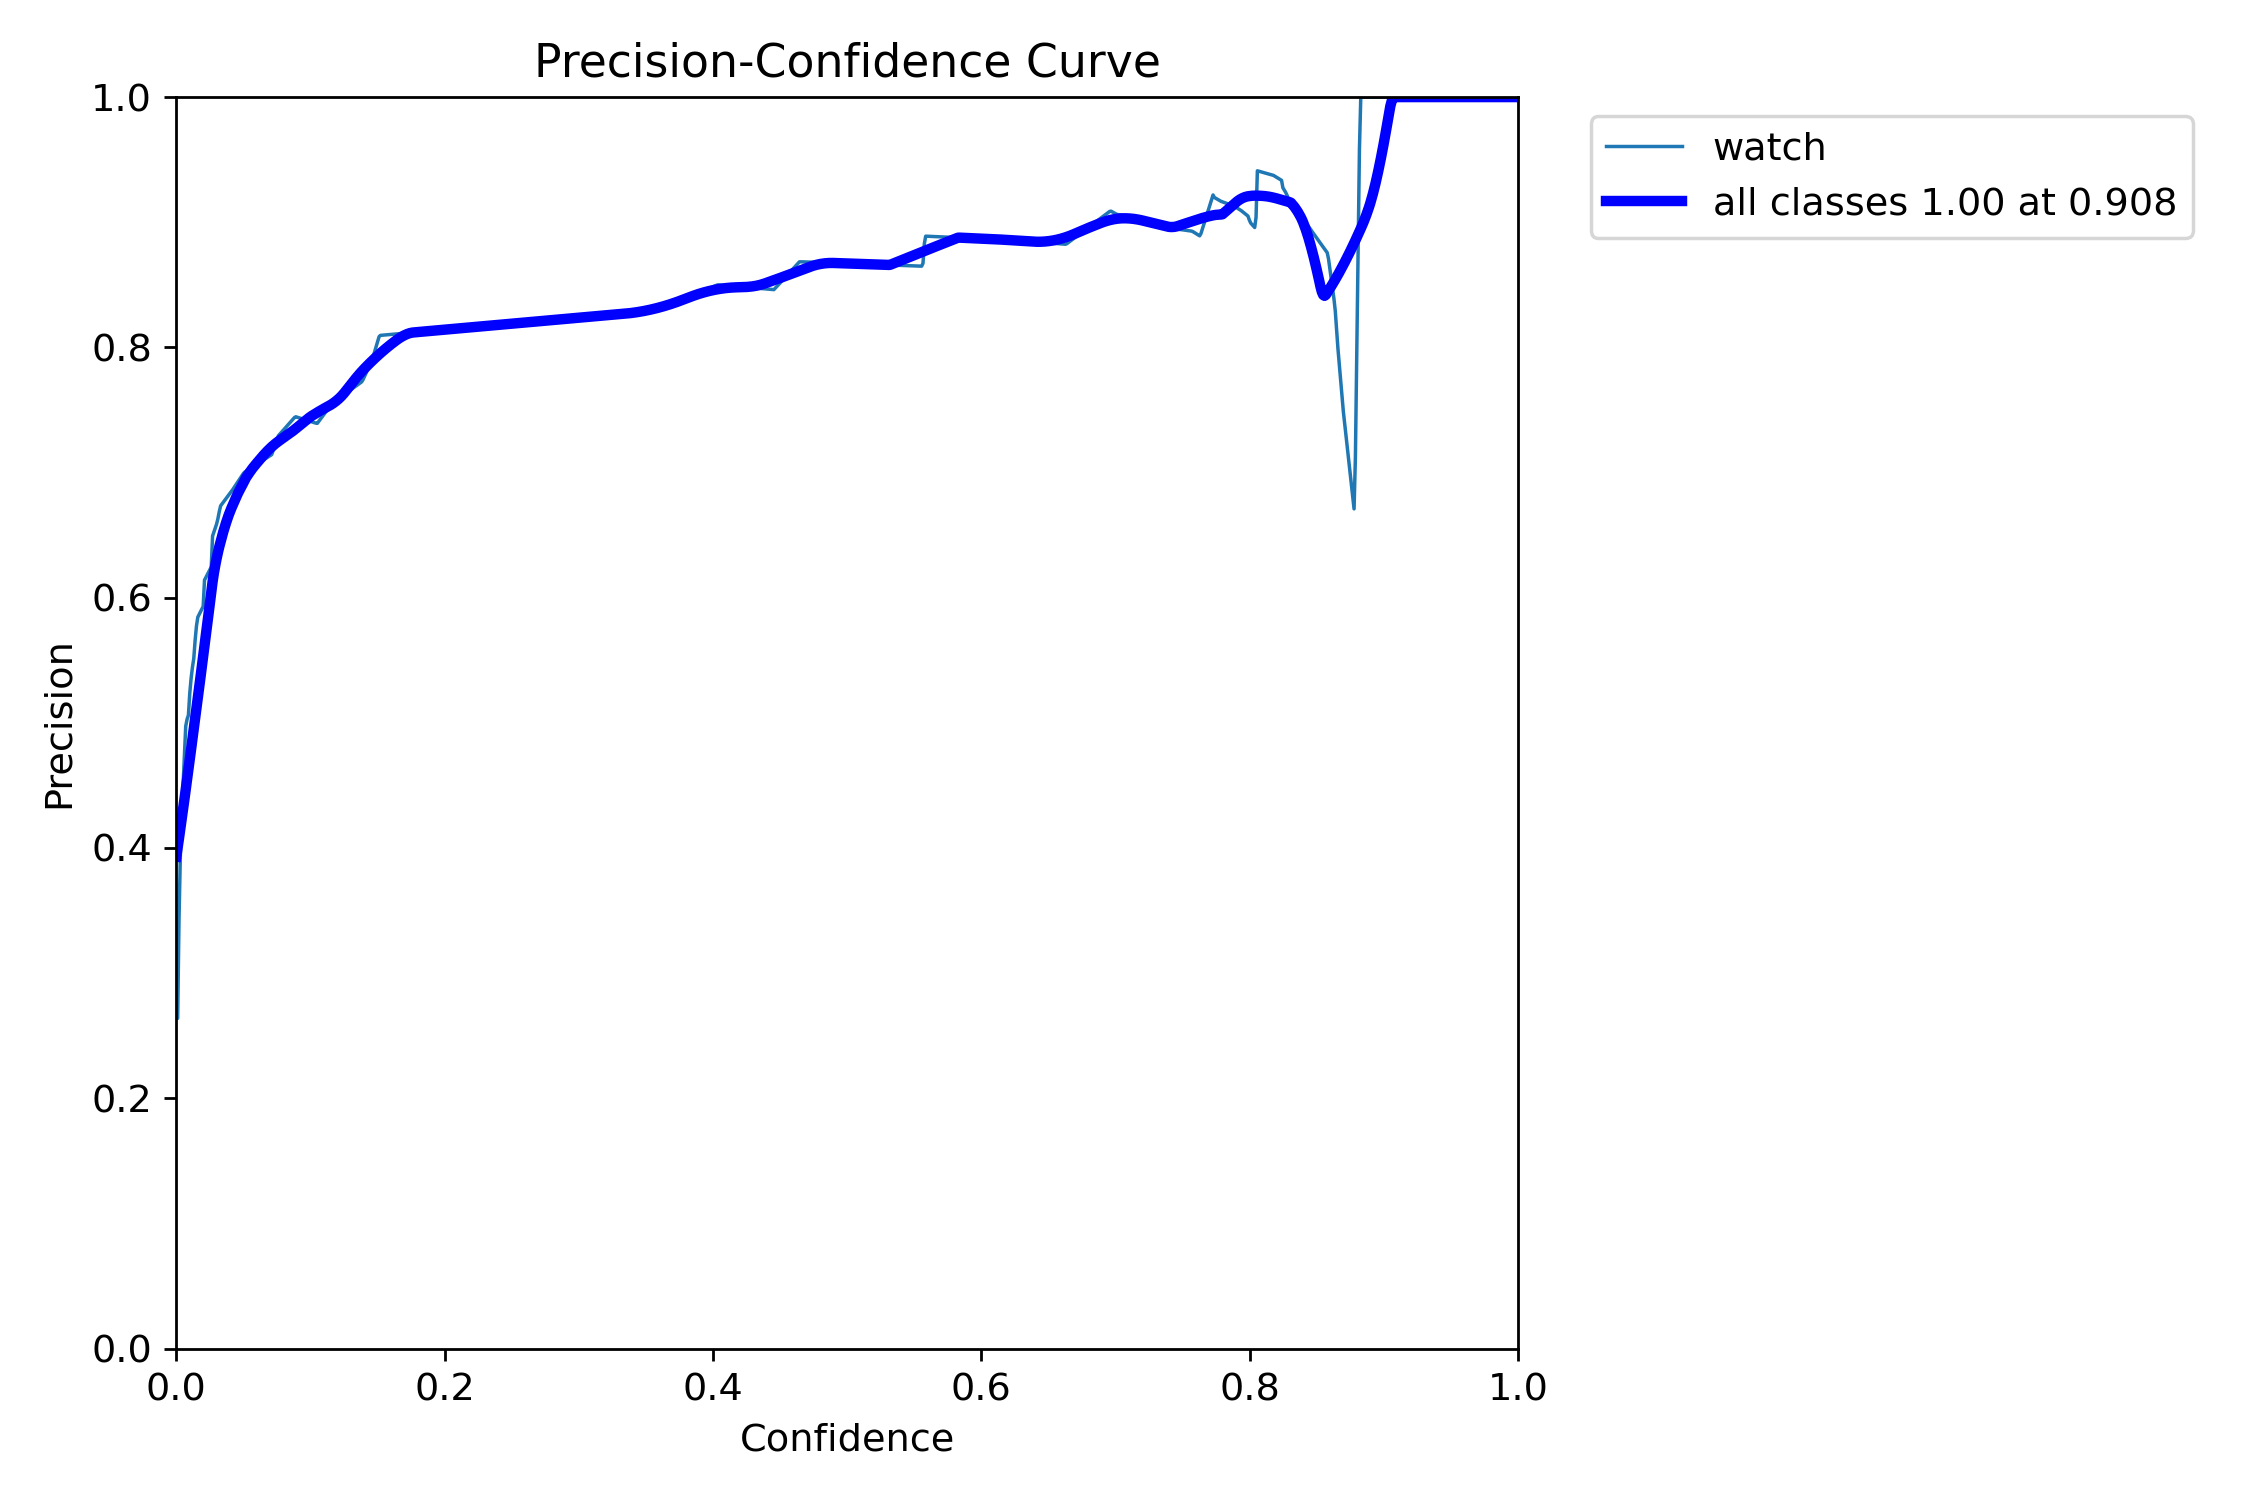 Precision-Confidence Curve
watch
all classes 1.00 at 0.908
1.0
0.8
0.6
0.4
0.2
0.0
Precision
0.0 0.2 0.4 0.6 0.8 1.0
Confidence